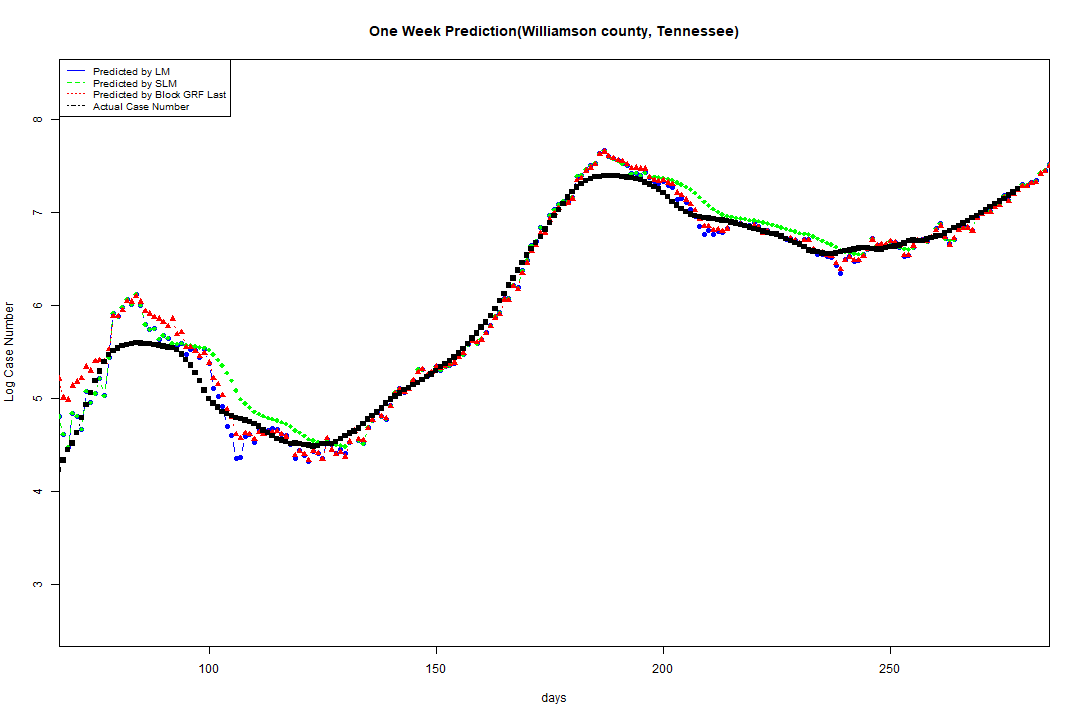 One Week Prediction(Williamson county, Tennessee)
Predicted by LM
Predicted by SLM
Predicted by Block GRF Last
Actual Case Number
8
7
6
5
4
3
Log Case Number
100 150 200 250
days